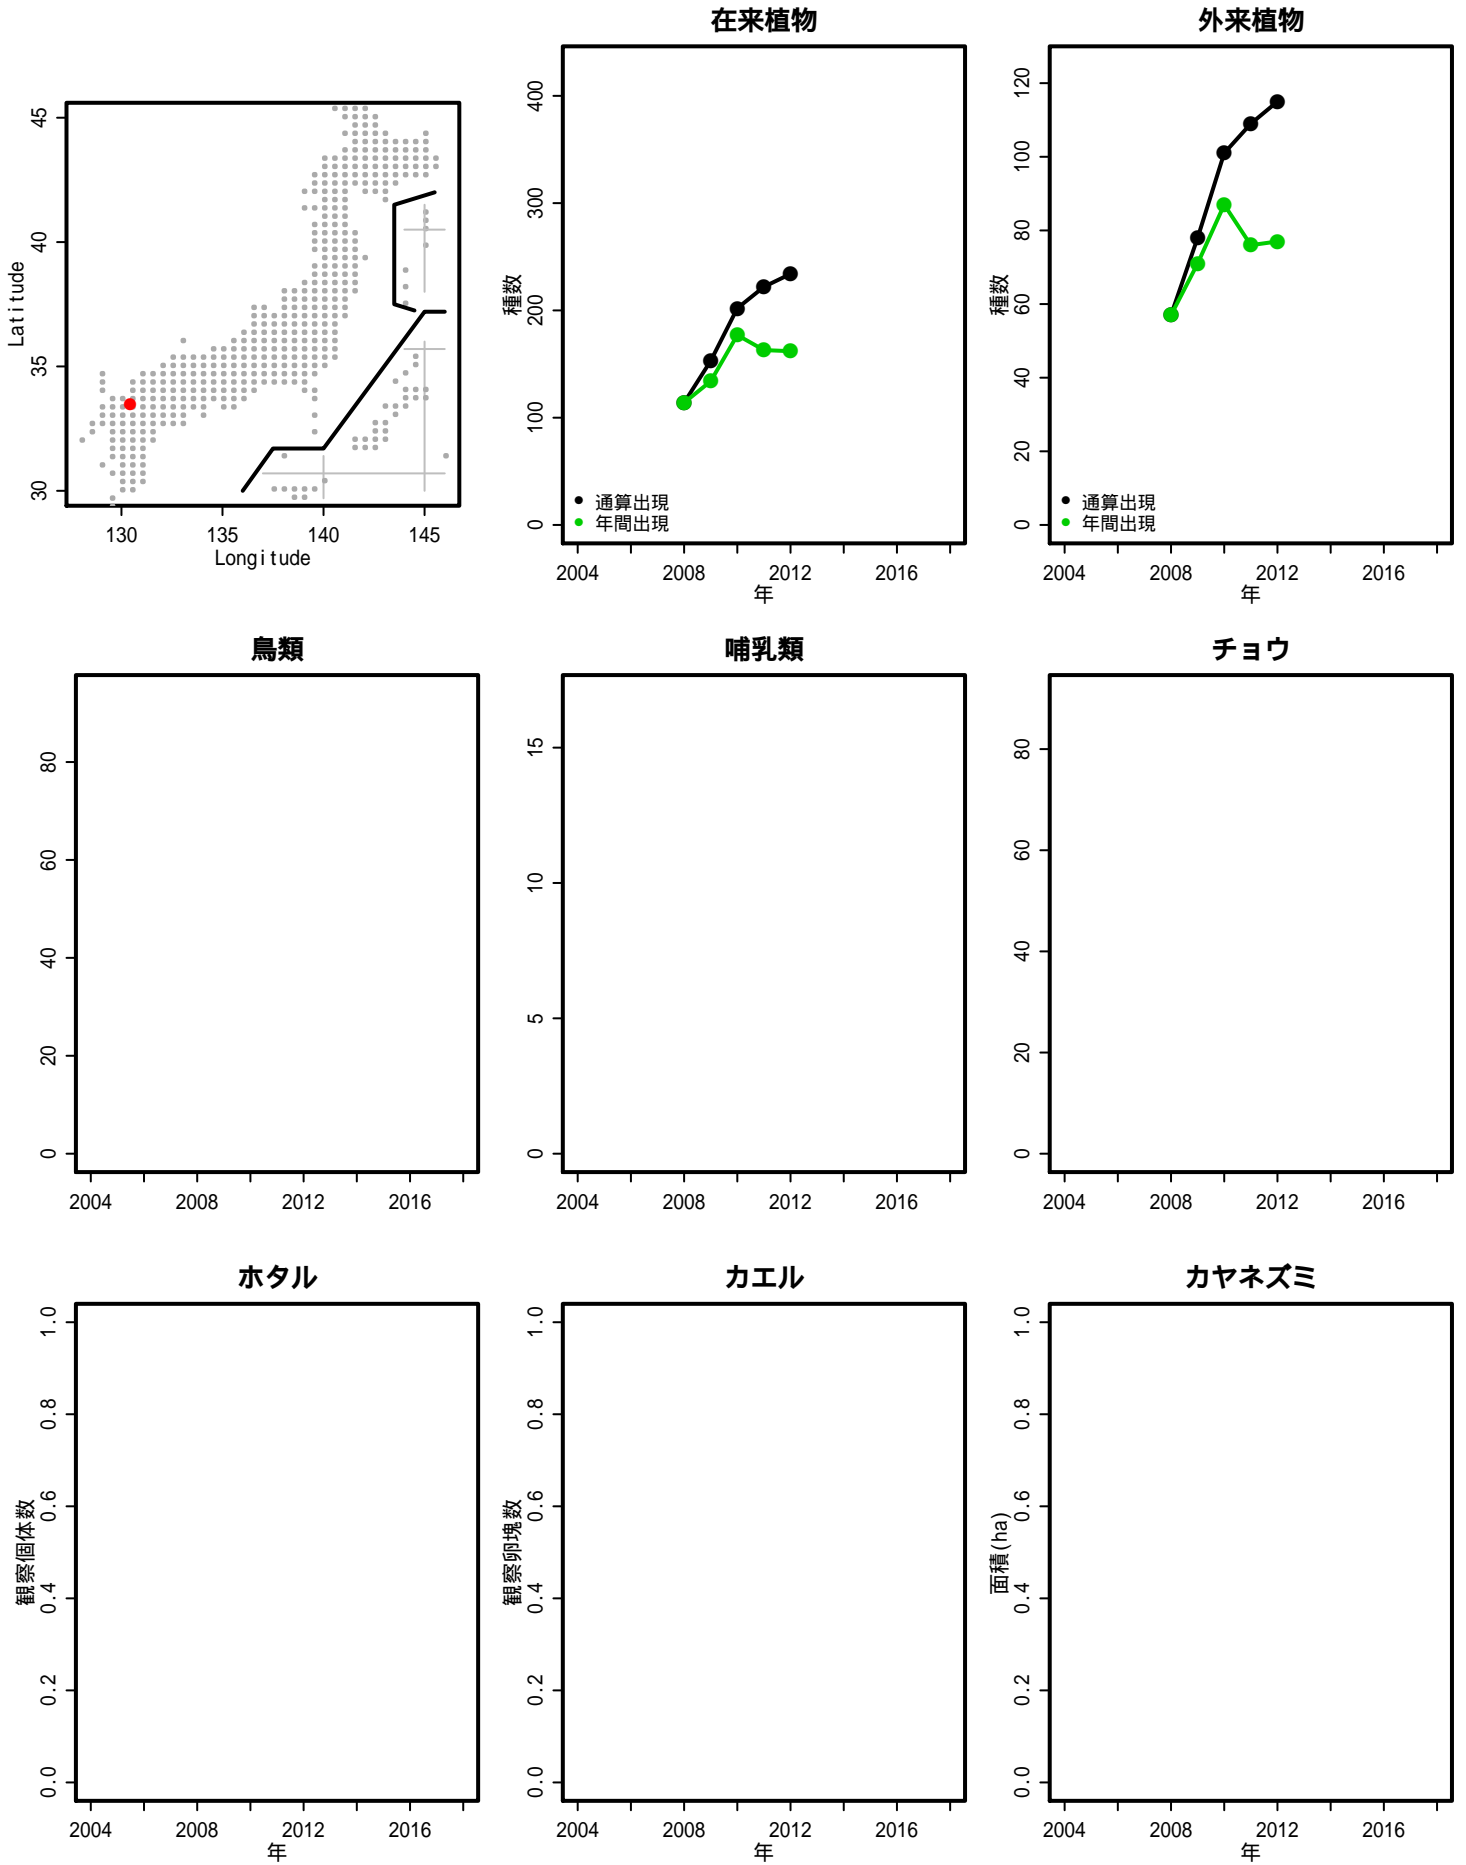 在来植物
外来植物
Latitude
45
40
35
30
130 135 140 145
Longitude
種数
400
300
200
100
0
通算出現
年間出現
2004 2008 2012 2016
年
種数
120
100
80
60
40
20
0
通算出現
年間出現
2004 2008 2012 2016
年
鳥類
80
60
40
20
0
2004 2008 2012 2016
哺乳類
15
10
5
0
2004 2008 2012 2016
チョウ
80
60
40
20
0
2004 2008 2012 2016
ホタル
観察個体数
1.0
0.8
0.6
0.4
0.2
0.0
2004 2008 2012 2016
年
カエル
観察卵塊数
1.0
0.8
0.6
0.4
0.2
0.0
2004 2008 2012 2016
年
カヤネズミ
面積(ha)
1.0
0.8
0.6
0.4
0.2
0.0
2004 2008 2012 2016
年